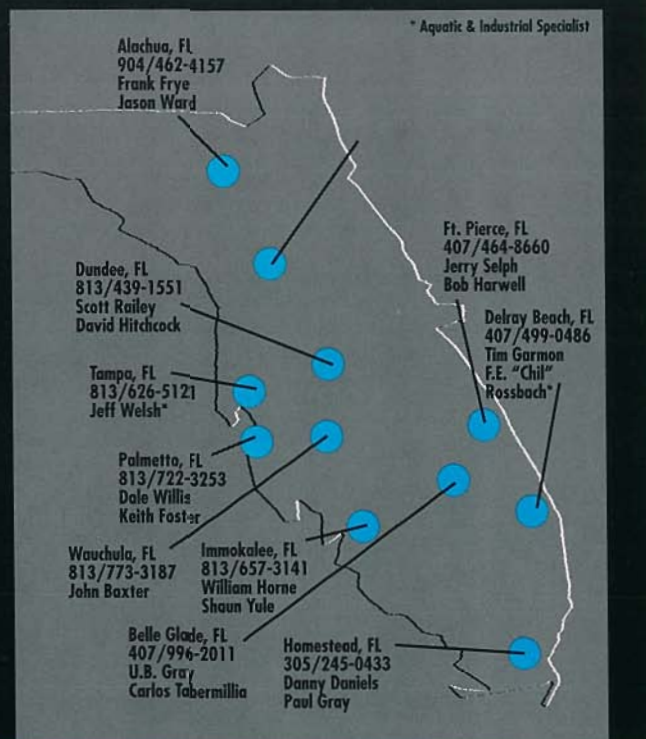 * Aquatic & Industrial Specialist
Alachua, FL
904/462-4157
Frank Frye
Jason Ward
Ft. Pierce, FL
407/464-8660
Jerry Selph
Bob Harwell
Dundee, FL
813/439-1551
Scott Railey
David Hitchcock
Delray Beach, FL
407/499-0486
Tim Garmon
F.E. "Chil"
Rossbach*
Tampa, FL
813/626-5121
Jeff Welsh*
Palmetto, FL
813/722-3253
Dale Willis
Keith Foster
Wauchula, FL
813/773-3187
John Baxter
Immokalee, FL
813/657-3141
William Horne
Shaun Yule
Belle Glade, FL
407/996-2011
U.B. Gray
Carlos Tabermillia
Homestead, FL
305/245-0433
Danny Daniels
Paul Gray